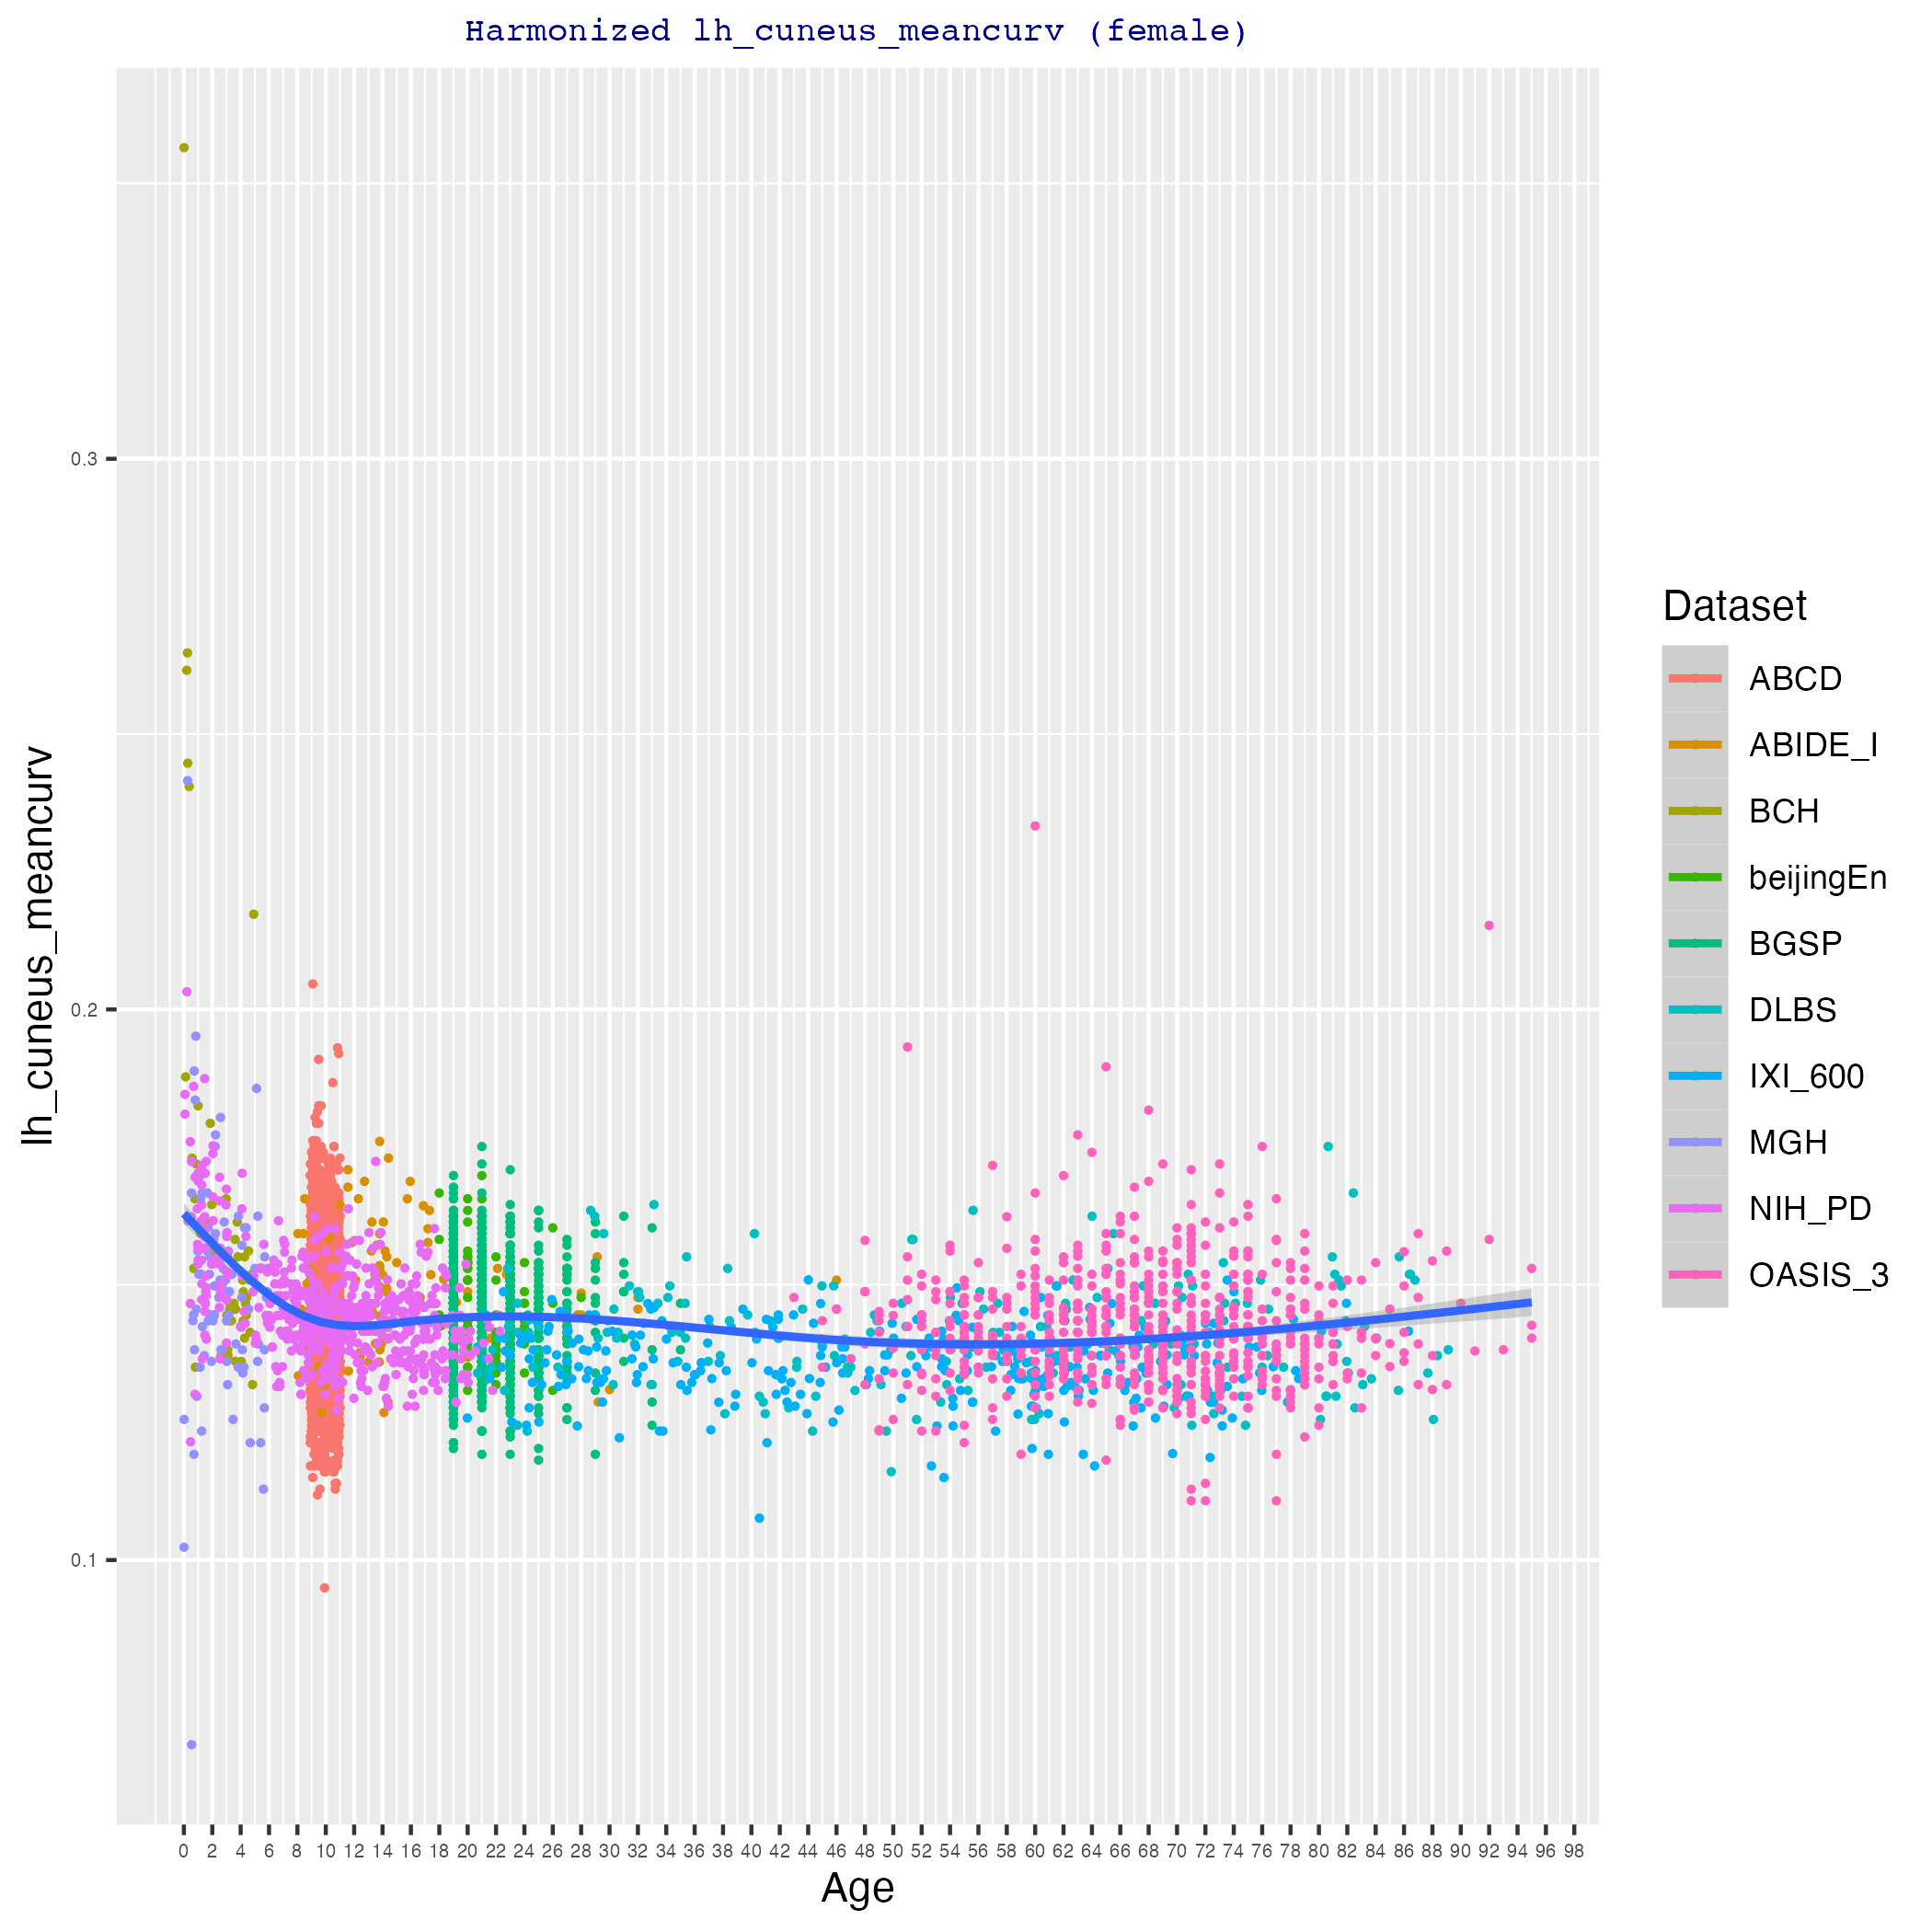 Harmonized lh_cuneus_meancurv (female)
lh_cuneus_meancurv
0.3
0.2
0.1
0 2 4 6 8 10 12 14 16 18 20 22 24 26 28 30 32 34 36 38 40 42 44 46 48 50 52 54 56 58 60 62 64 66 68 70 72 74 76 78 80 82 84 86 88 90 92 94 96 98
Age
Dataset
ABCD
ABIDE_I
BCH
beijingEn
BGSP
DLBS
IXI_600
MGH
NIH_PD
OASIS_3